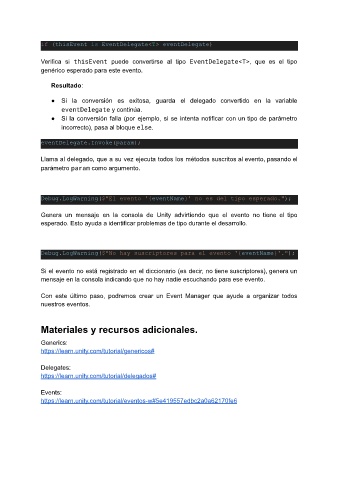 if (thisEvent is EventDelegate<T> eventDelegate)
Verifica si thisEvent puede convertirse al tipo EventDelegate<T>, que es el tipo
genérico esperado para este evento.
Resultado:
● Si la conversión es exitosa, guarda el delegado convertido en la variable
eventDelegate y continúa.
● Si la conversión falla (por ejemplo, si se intenta notificar con un tipo de parámetro
incorrecto), pasa al bloque else.
eventDelegate.Invoke(param);
Llama al delegado, que a su vez ejecuta todos los métodos suscritos al evento, pasando el
parámetro param como argumento.
Debug.LogWarning($"El evento '{eventName}' no es del tipo esperado.");
Genera un mensaje en la consola de Unity advirtiendo que el evento no tiene el tipo
esperado. Esto ayuda a identificar problemas de tipo durante el desarrollo.
Debug.LogWarning($"No hay suscriptores para el evento '{eventName}'.");
Si el evento no está registrado en el diccionario (es decir, no tiene suscriptores), genera un
mensaje en la consola indicando que no hay nadie escuchando para ese evento.
Con este último paso, podremos crear un Event Manager que ayude a organizar todos
nuestros eventos.
Materiales y recursos adicionales.
Generics:
https://learn.unity.com/tutorial/genericos#
Delegates:
https://learn.unity.com/tutorial/delegados#
Events:
https://learn.unity.com/tutorial/eventos-w#5e419557edbc2a0a62170fe6